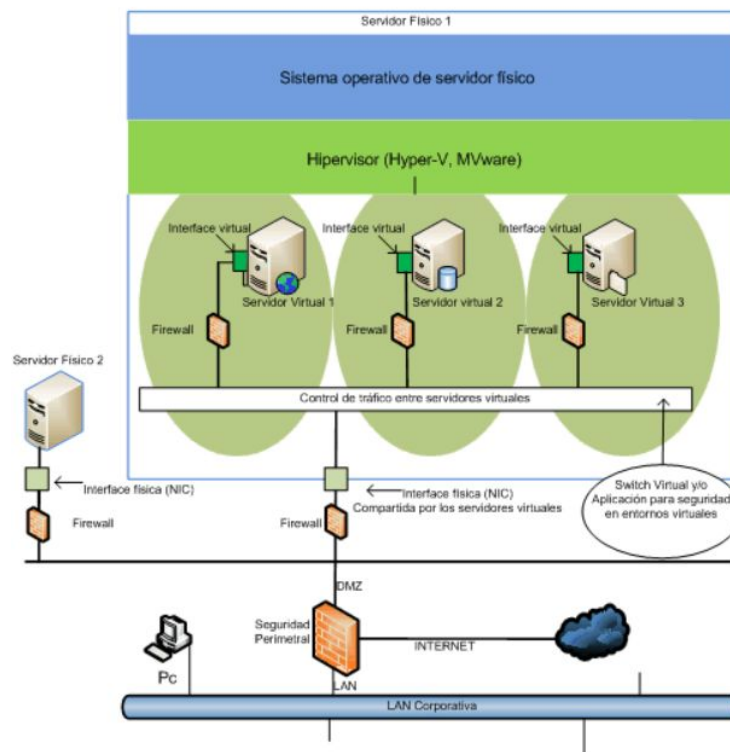 Servidor Físico 1
Sistema operativo de servidor físico
Hipervisor (Hyper-V, MVware)
Interface virtual
Interface virtual
Interface virtual
Servidor Virtual 1
Servidor virtual 2
Servidor Virtual 3
Firewall
Firewall
Firewall
Servidor Físico 2
Control de tráfico entre servidores virtuales
Interface física (NIC)
Interface física (NIC)
Compartida por los servidores virtuales
Switch Virtual y/o
Aplicación para seguridad
en entornos virtuales
Firewall
Firewall
DMZ
Seguridad
Perimetral
INTERNET
Pc
LAN
LAN Corporativa